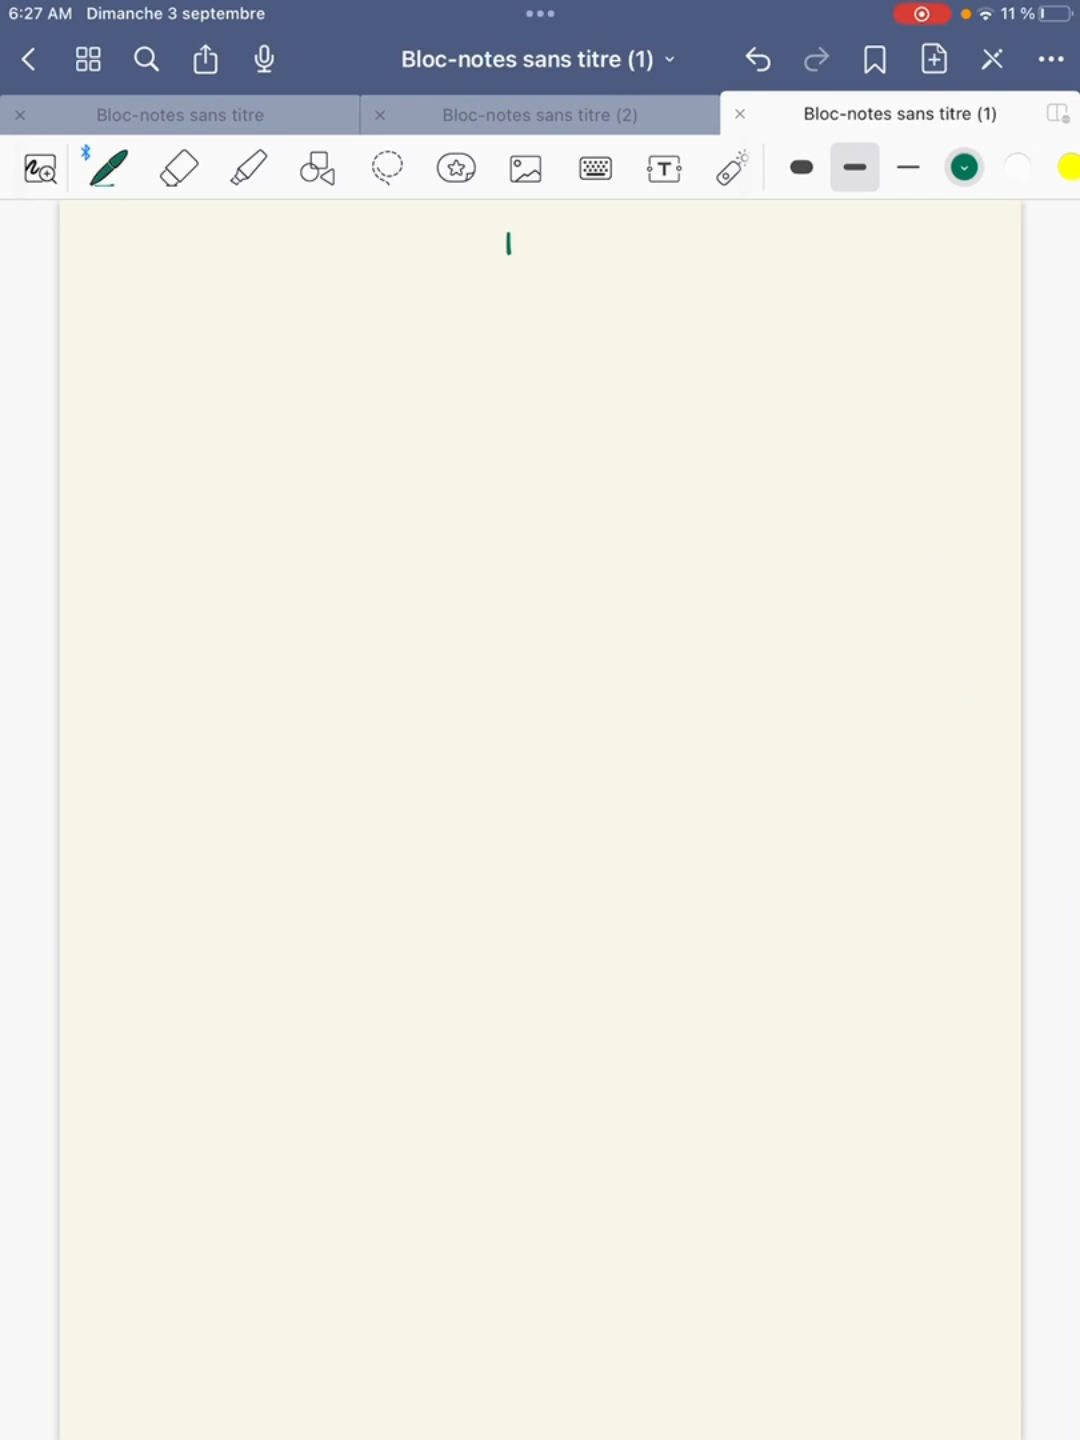 6:27 AM Dimanche 3 septembre 11 %
Bloc-notes sans titre (1)
Bloc-notes sans titre Bloc-notes sans titre (2) Bloc-notes sans titre (1)
T